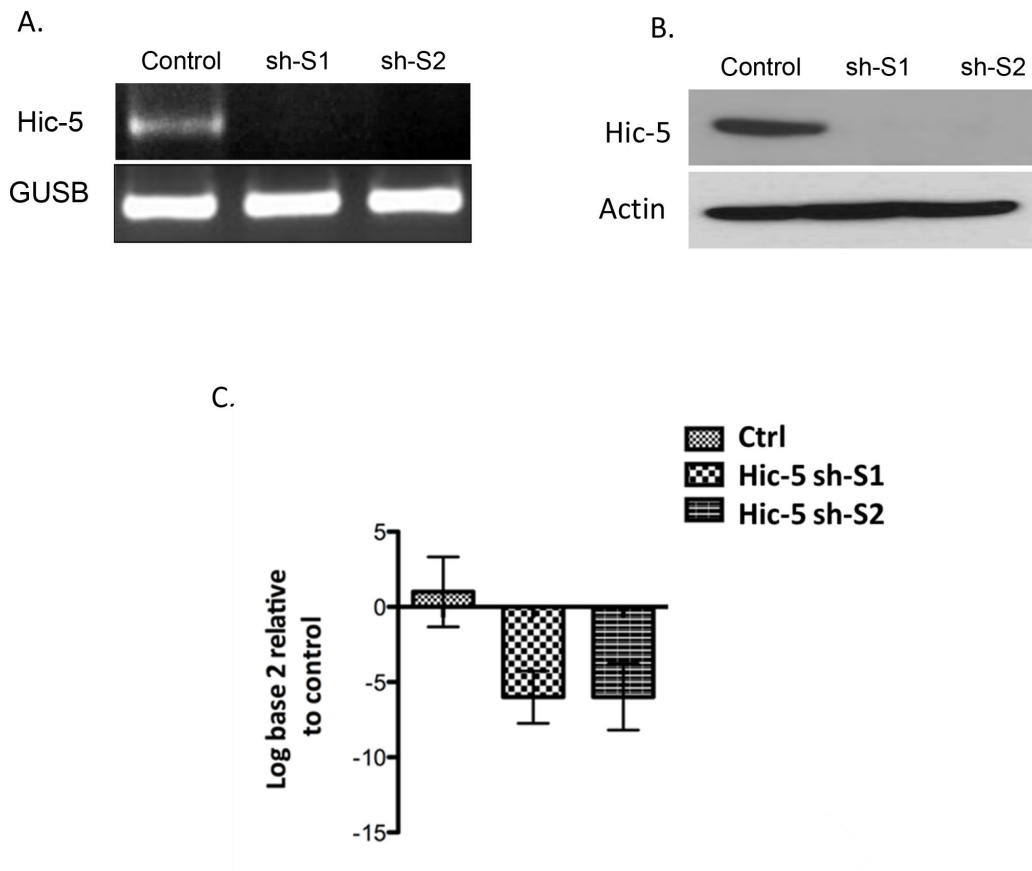 A.
Control sh-S1 sh-S2
Hic-5
GUSB
B.
Control sh-S1 sh-S2
Hic-5
Actin
C.
Ctrl
Hic-5 sh-S1
Hic-5 sh-S2
Log base 2 relative
to control
5
0
-5
-10
-15